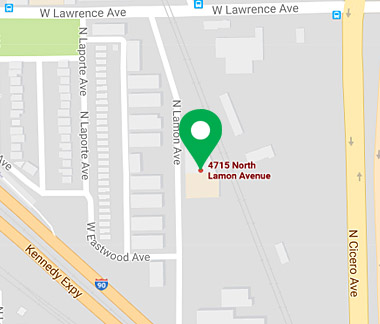 W Lawrence Ave
W Lawrence Ave
N Laporte Ave
N Laporte Ave
N Lamon Ave
4715 North
Lamon Avenue
Ave
W Eastwood Ave
Kennedy Expy
90
N Cicero Ave